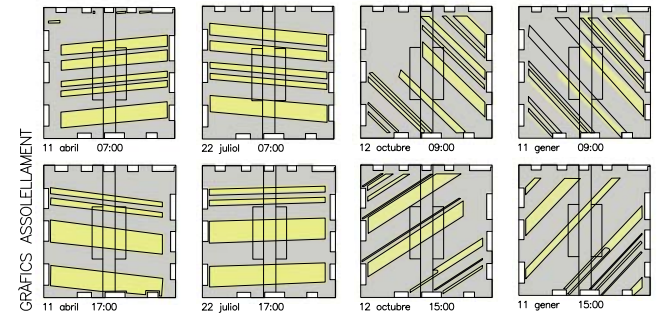 GRÀFICS ASSOLELLAMENT
11 abril 07:00
22 juliol 07:00
12 octubre 09:00
11 gener 09:00
11 abril 17:00
22 juliol 17:00
12 octubre 15:00
11 gener 15:00